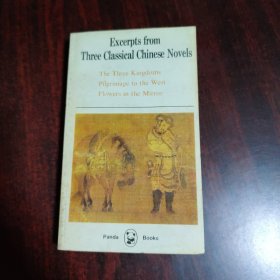 Excerpts from
Three Classical Chinese Novels
The Three Kingdoms
Pilgrimage to the West
Flowers in the Mirror
Panda Books